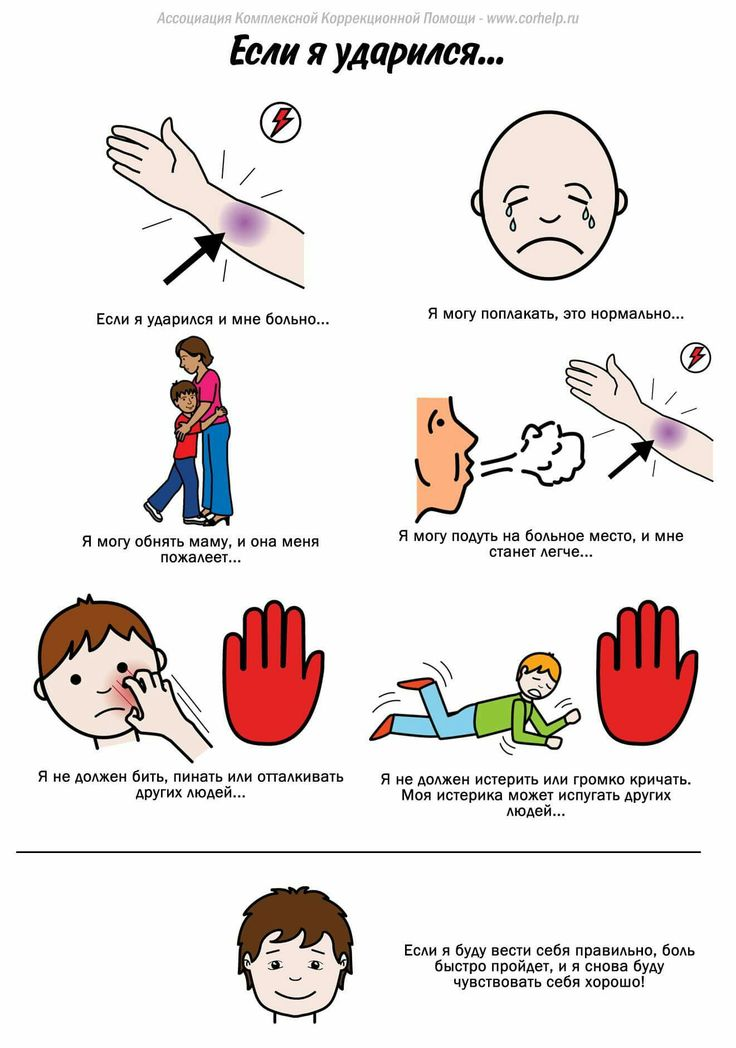 Ассоциация Комплексной Коррекционной Помощи - www.corhelp.ru
Если я ударился...
Если я ударился и мне больно...
Я могу поплакать, это нормально...
Я могу обнять маму, и она меня
пожалеет...
Я могу подуть на больное место, и мне
станет легче...
Я не должен бить, пинать или отталкивать
других людей...
Я не должен истерить или громко кричать.
Моя истерика может испугать других
людей...
Если я буду вести себя правильно, боль
быстро пройдет, и я снова буду
чувствовать себя хорошо!